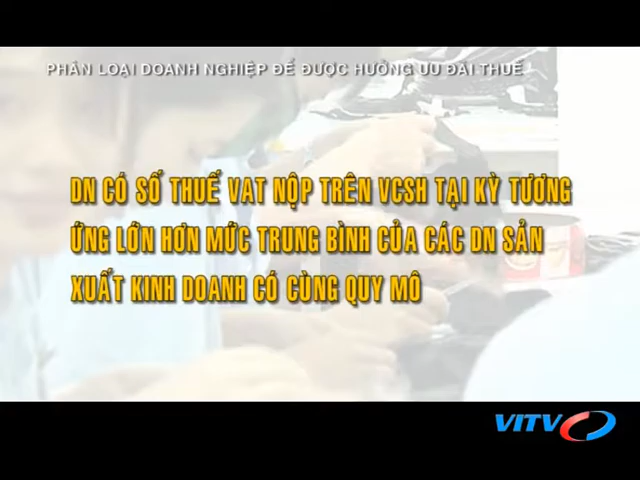 PHÂN LOẠI DOANH NGHIỆP ĐỂ ĐƯỢC HƯỞNG ƯU ĐÃI THUẾ
DN CÓ SỐ THUẾ VAT NỘP TRÊN VCSH TẠI KỲ TƯƠNG
ỨNG LỚN HƠN MỨC TRUNG BÌNH CỦA CÁC DN SẢN
XUẤT KINH DOANH CÓ CÙNG QUY MÔ
VITV